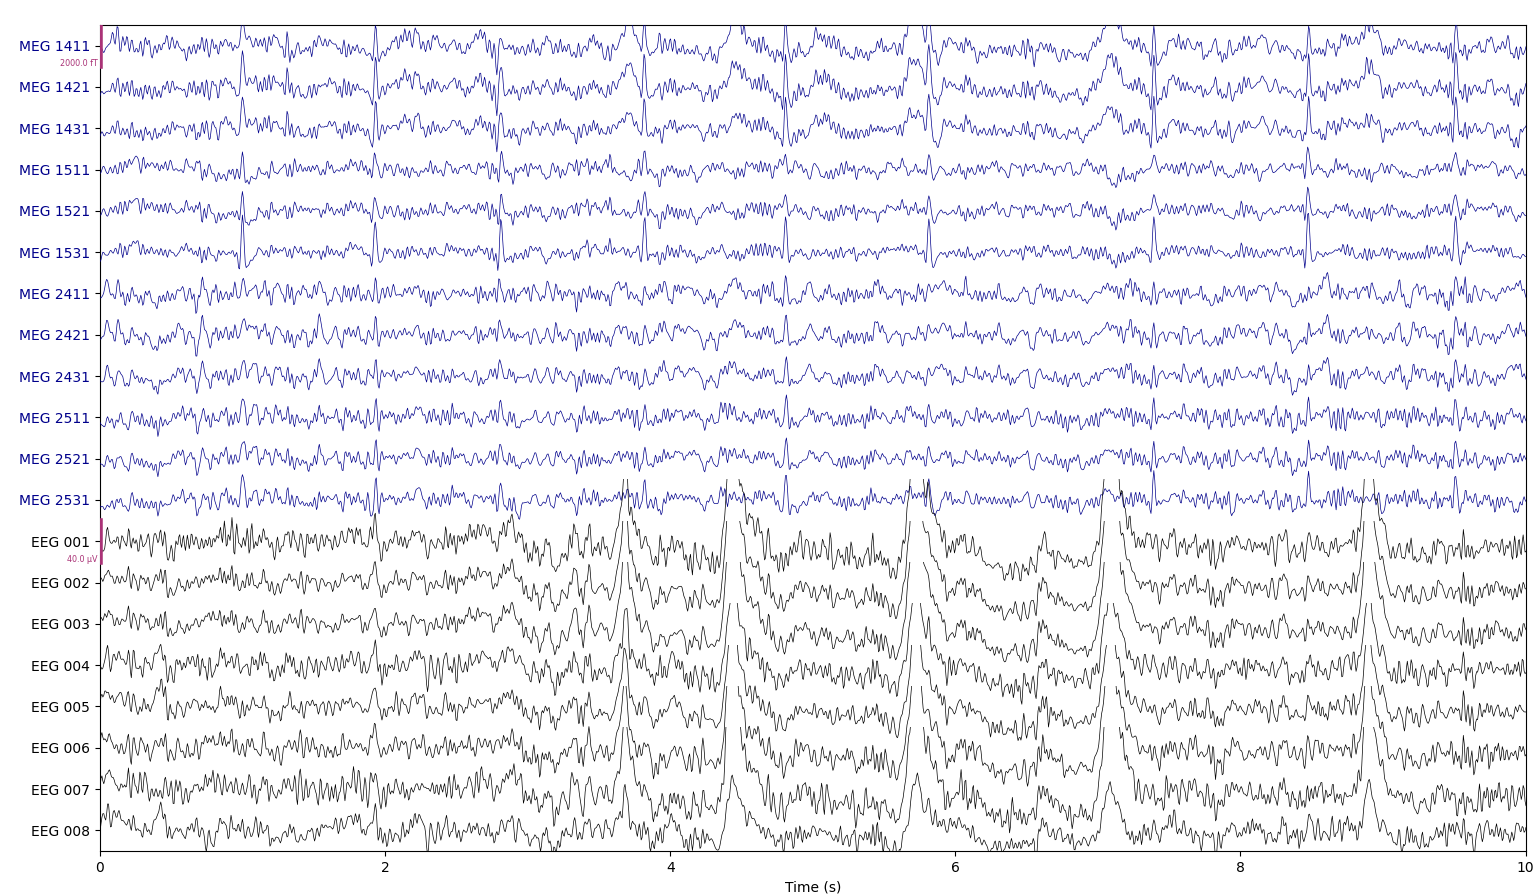 MEG 1411
2000.0 fT
MEG 1421
MEG 1431
MEG 1511
MEG 1521
MEG 1531
MEG 2411
MEG 2421
MEG 2431
MEG 2511
MEG 2521
MEG 2531
EEG 001
40.0 µV
EEG 002
EEG 003
EEG 004
EEG 005
EEG 006
EEG 007
EEG 008
0 2 4 6 8 10
Time (s)